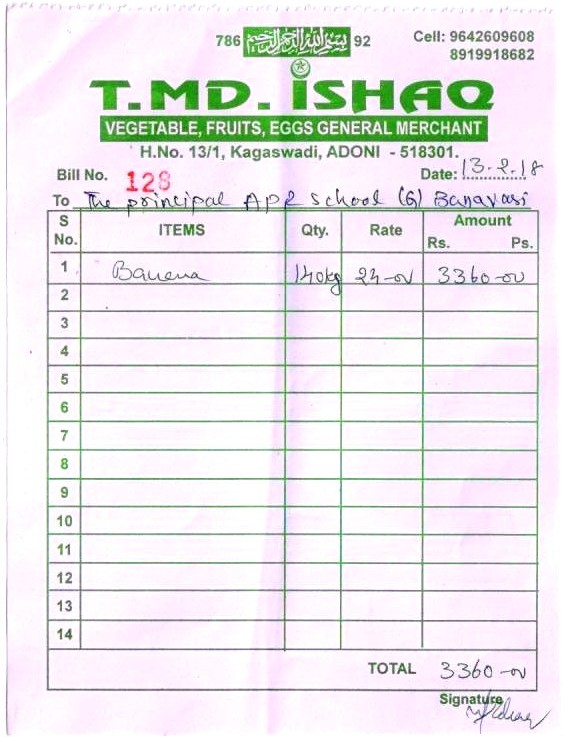 786 بسم الله الرحمن الرحيم 92
Cell: 9642609608
8919918682
T.MD. ISHAQ
VEGETABLE, FRUITS, EGGS GENERAL MERCHANT
H.No. 13/1, Kagaswadi, ADONI - 518301.
Bill No. 128 Date: 13-2-18
To The principal APR School (G) Banavasi
S No. ITEMS Qty. Rate Amount Rs. Ps.
1 Banena 140kg 24-00 3360-00
2
3
4
5
6
7
8
9
10
11
12
13
14
TOTAL 3360-00
Signature